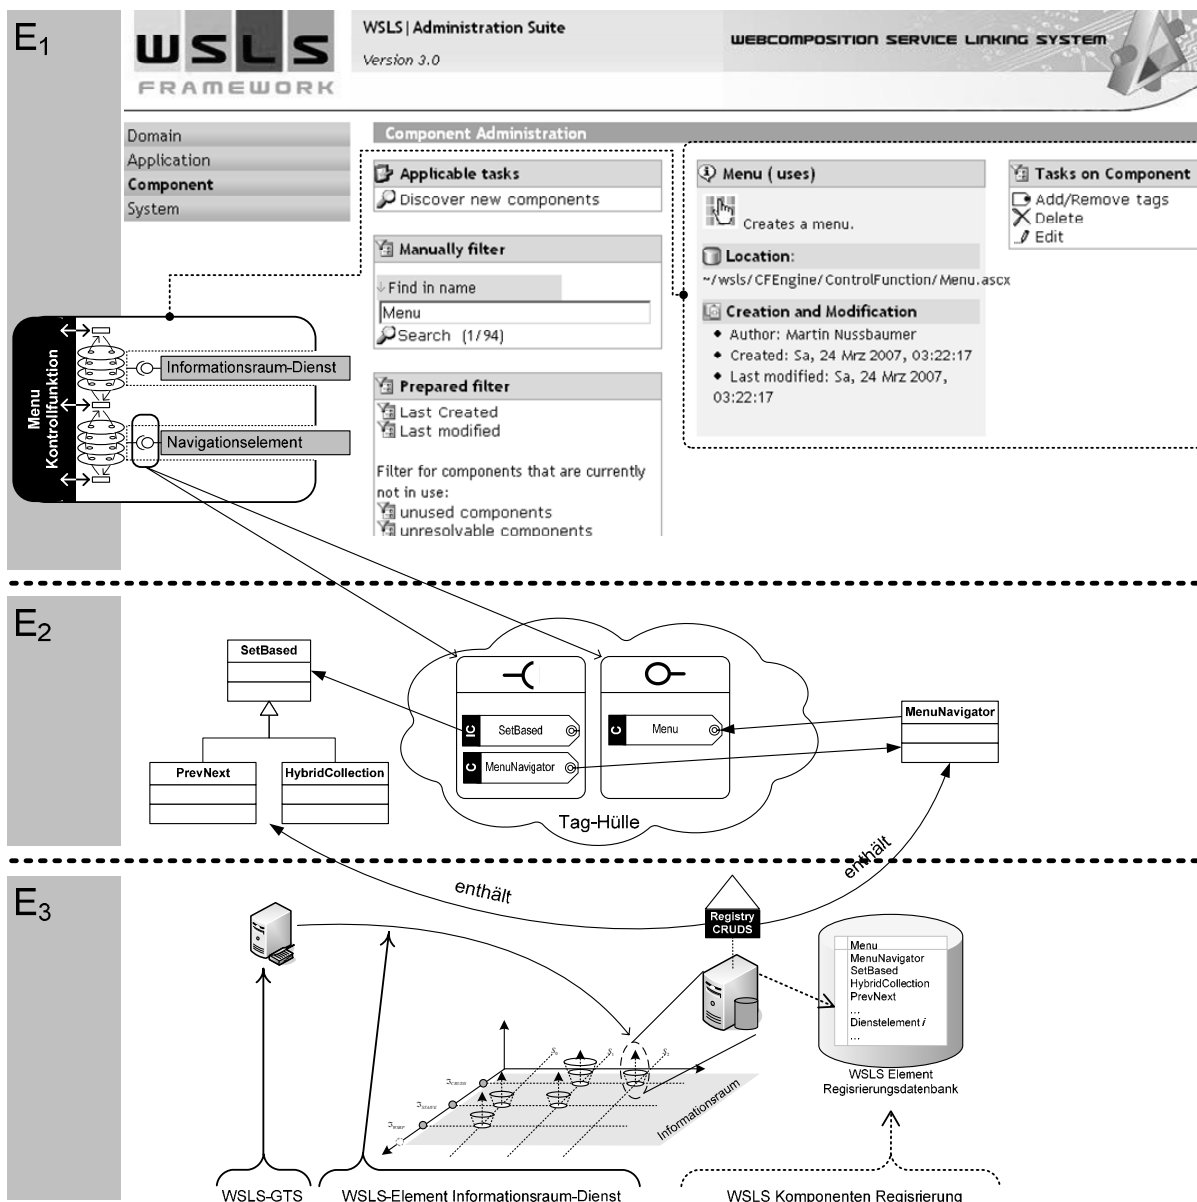 E1
WSLS
FRAMEWORK
WSLS | Administration Suite
Version 3.0
WEBCOMPOSITION SERVICE LINKING SYSTEM
Domain
Application
Component
System
Component Administration
Applicable tasks
Discover new components
Manually filter
Find in name
Menu
Search (1/94)
Prepared filter
Last Created
Last modified
Filter for components that are currently
not in use:
unused components
unresolvable components
Menu ( uses)
Creates a menu.
Location:
~/wsls/CFEngine/ControlFunction/Menu.ascx
Creation and Modification
Author: Martin Nussbaumer
Created: Sa, 24 Mrz 2007, 03:22:17
Last modified: Sa, 24 Mrz 2007,
03:22:17
Tasks on Component
Add/Remove tags
Delete
Edit
Menu
Kontrollfunktion
Informationsraum-Dienst
Navigationselement
E2
SetBased
PrevNext
HybridCollection
IC SetBased
C MenuNavigator
C Menu
Tag-Hülle
MenuNavigator
enthält
enthält
E3
Registry
CRUDS
Menu
MenuNavigator
SetBased
HybridCollection
PrevNext
...
Dienstelement i
...
WSLS Element
Regisrierungsdatenbank
Informationsraum
WSLS-GTS
WSLS-Element Informationsraum-Dienst
WSLS Komponenten Regisrierung